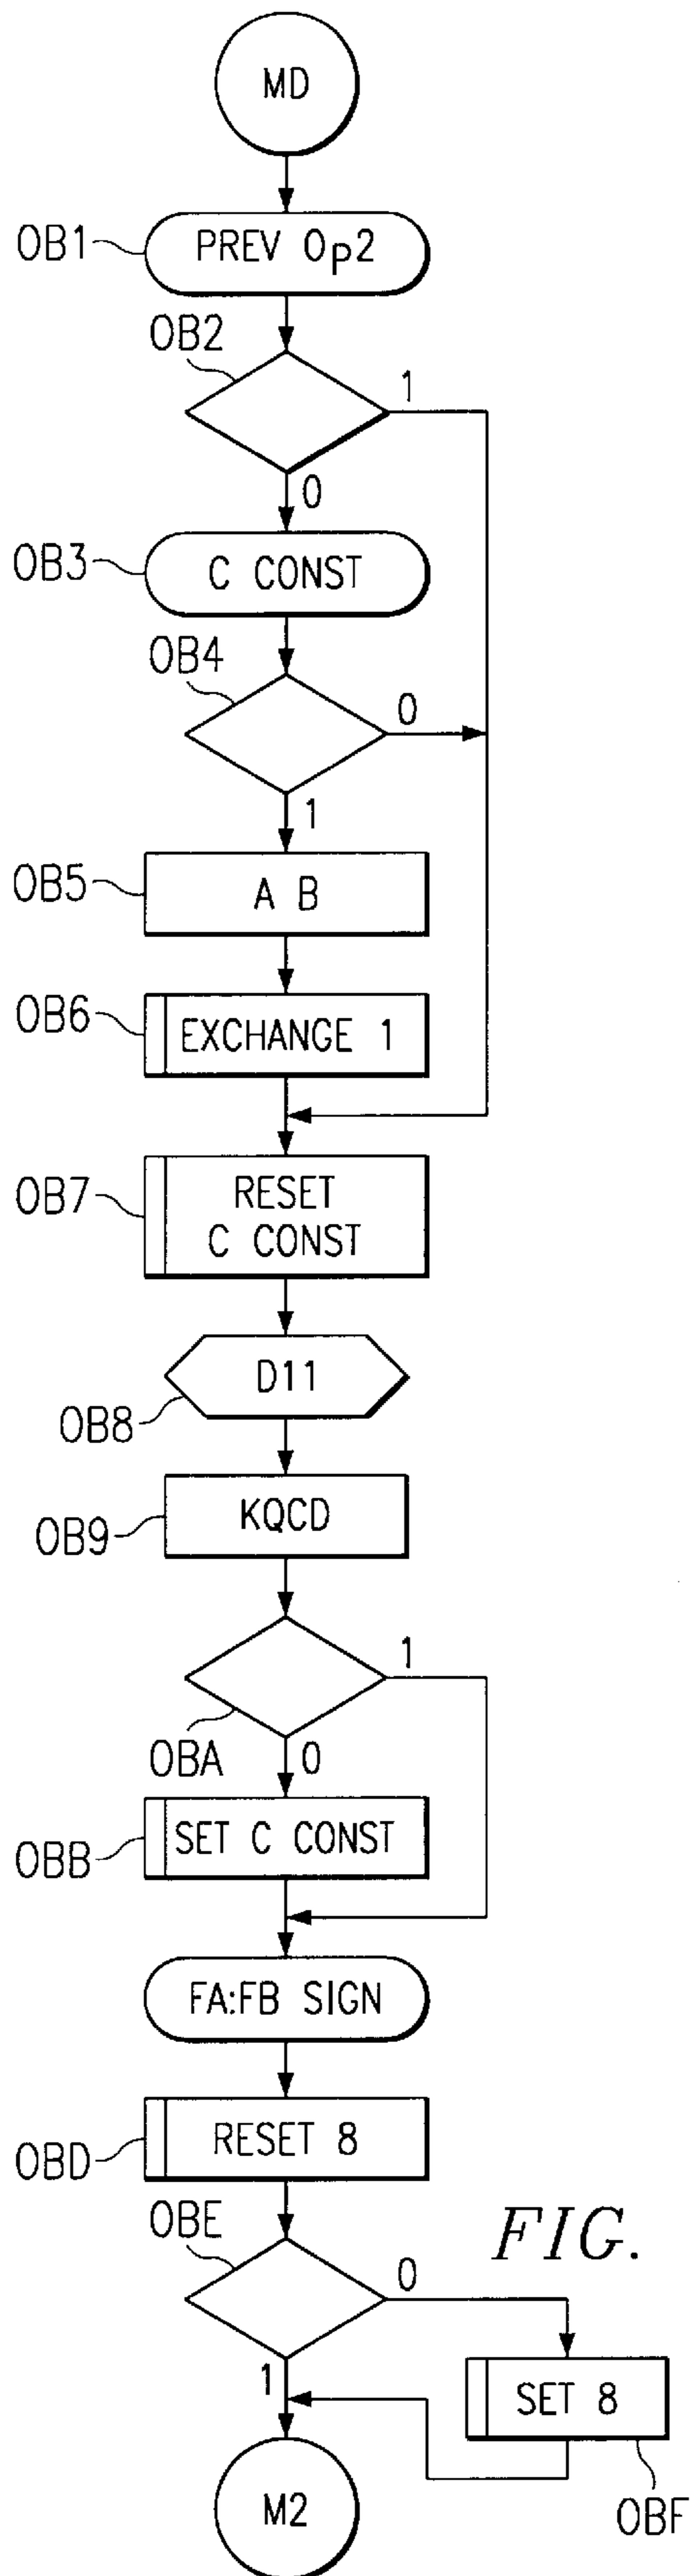 MD
OB1
PREV Op2
OB2
1
0
OB3
C CONST
OB4
0
1
OB5
A B
OB6
EXCHANGE 1
OB7
RESET
C CONST
D11
OB8
OB9
KQCD
1
OBA
0
OBB
SET C CONST
FA:FB SIGN
OBD
RESET 8
OBE
FIG.
0
1
SET 8
M2
OBF